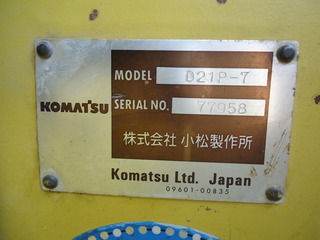 MODEL D21P-7
KOMATSU SERIAL NO. 77958
株式会社 小松製作所
Komatsu Ltd. Japan
09601-00835